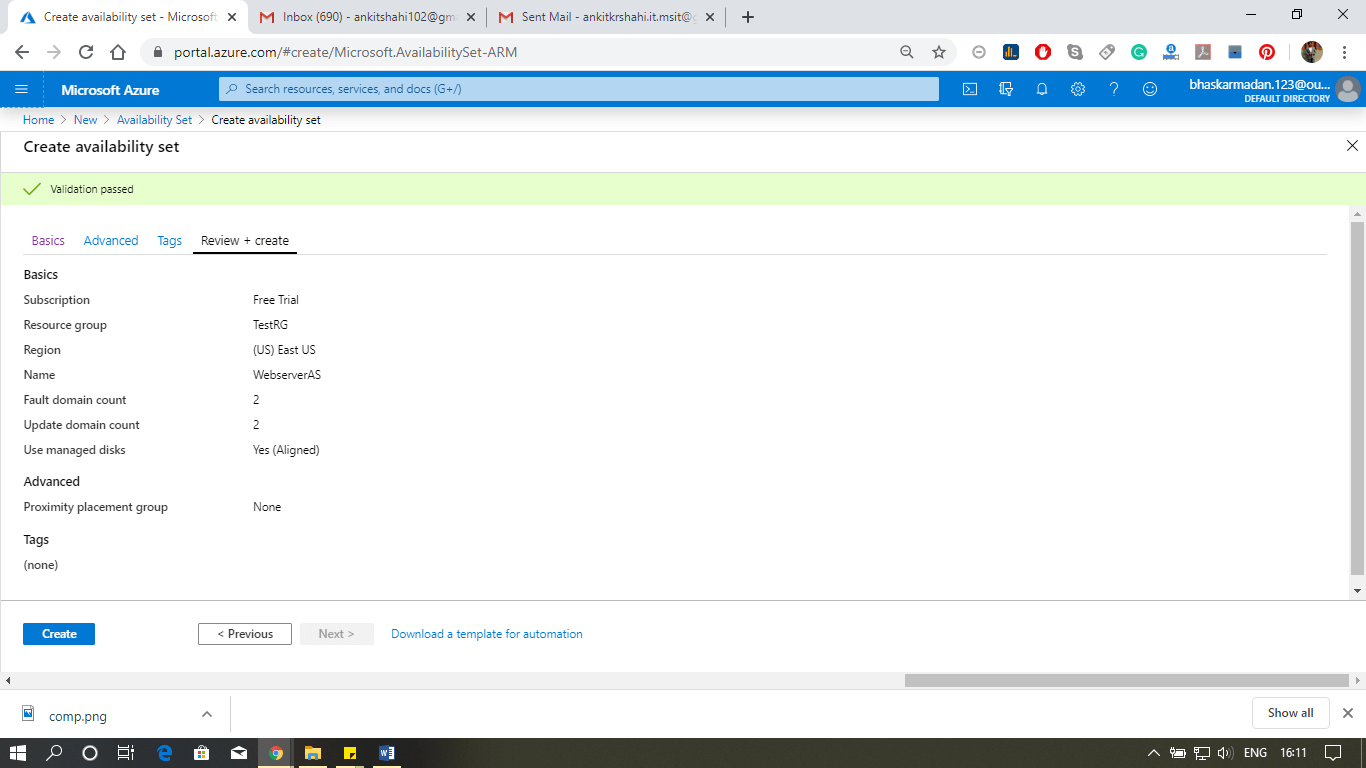 Create availability set - Microsoft
Inbox (690) - ankitshahi102@gm
Sent Mail - ankitkrshahi.it.msit@g
portal.azure.com/#create/Microsoft.AvailabilitySet-ARM
Microsoft Azure
Search resources, services, and docs (G+/)
bhaskarmadan.123@ou...
DEFAULT DIRECTORY
Home > New > Availability Set > Create availability set
Create availability set
Validation passed
Basics Advanced Tags Review + create
Basics
Subscription Free Trial
Resource group TestRG
Region (US) East US
Name WebserverAS
Fault domain count 2
Update domain count 2
Use managed disks Yes (Aligned)
Advanced
Proximity placement group None
Tags
(none)
Create < Previous Next > Download a template for automation
comp.png
Show all
ENG 16:11